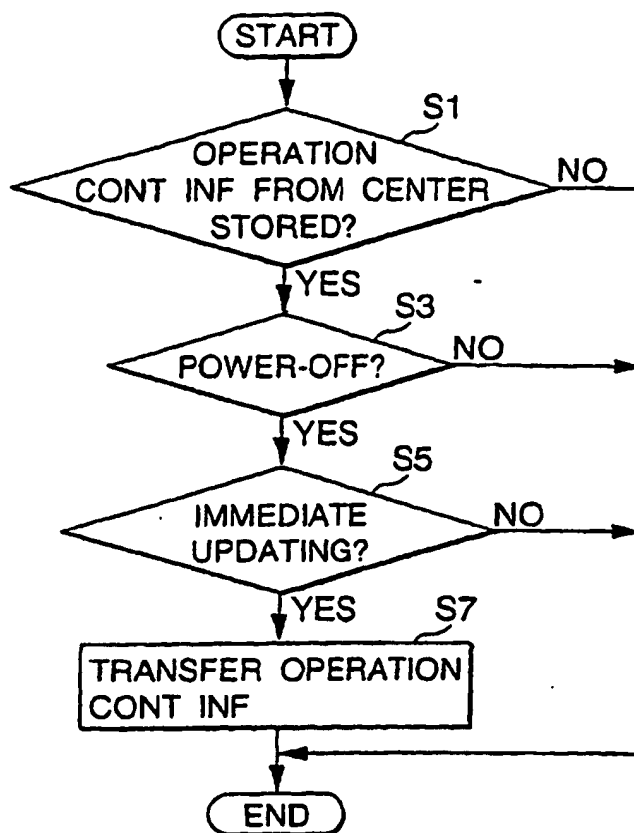 START
S1
OPERATION
CONT INF FROM CENTER
STORED?
NO
YES
S3
POWER-OFF?
NO
YES
S5
IMMEDIATE
UPDATING?
NO
YES
S7
TRANSFER OPERATION
CONT INF
END